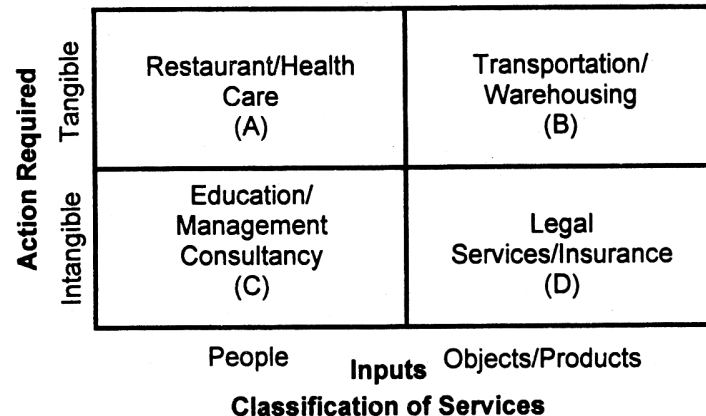 Action Required
Tangible
Intangible
Restaurant/Health
Care
(A)
Transportation/
Warehousing
(B)
Education/
Management
Consultancy
(C)
Legal
Services/Insurance
(D)
People
Inputs
Objects/Products
Classification of Services